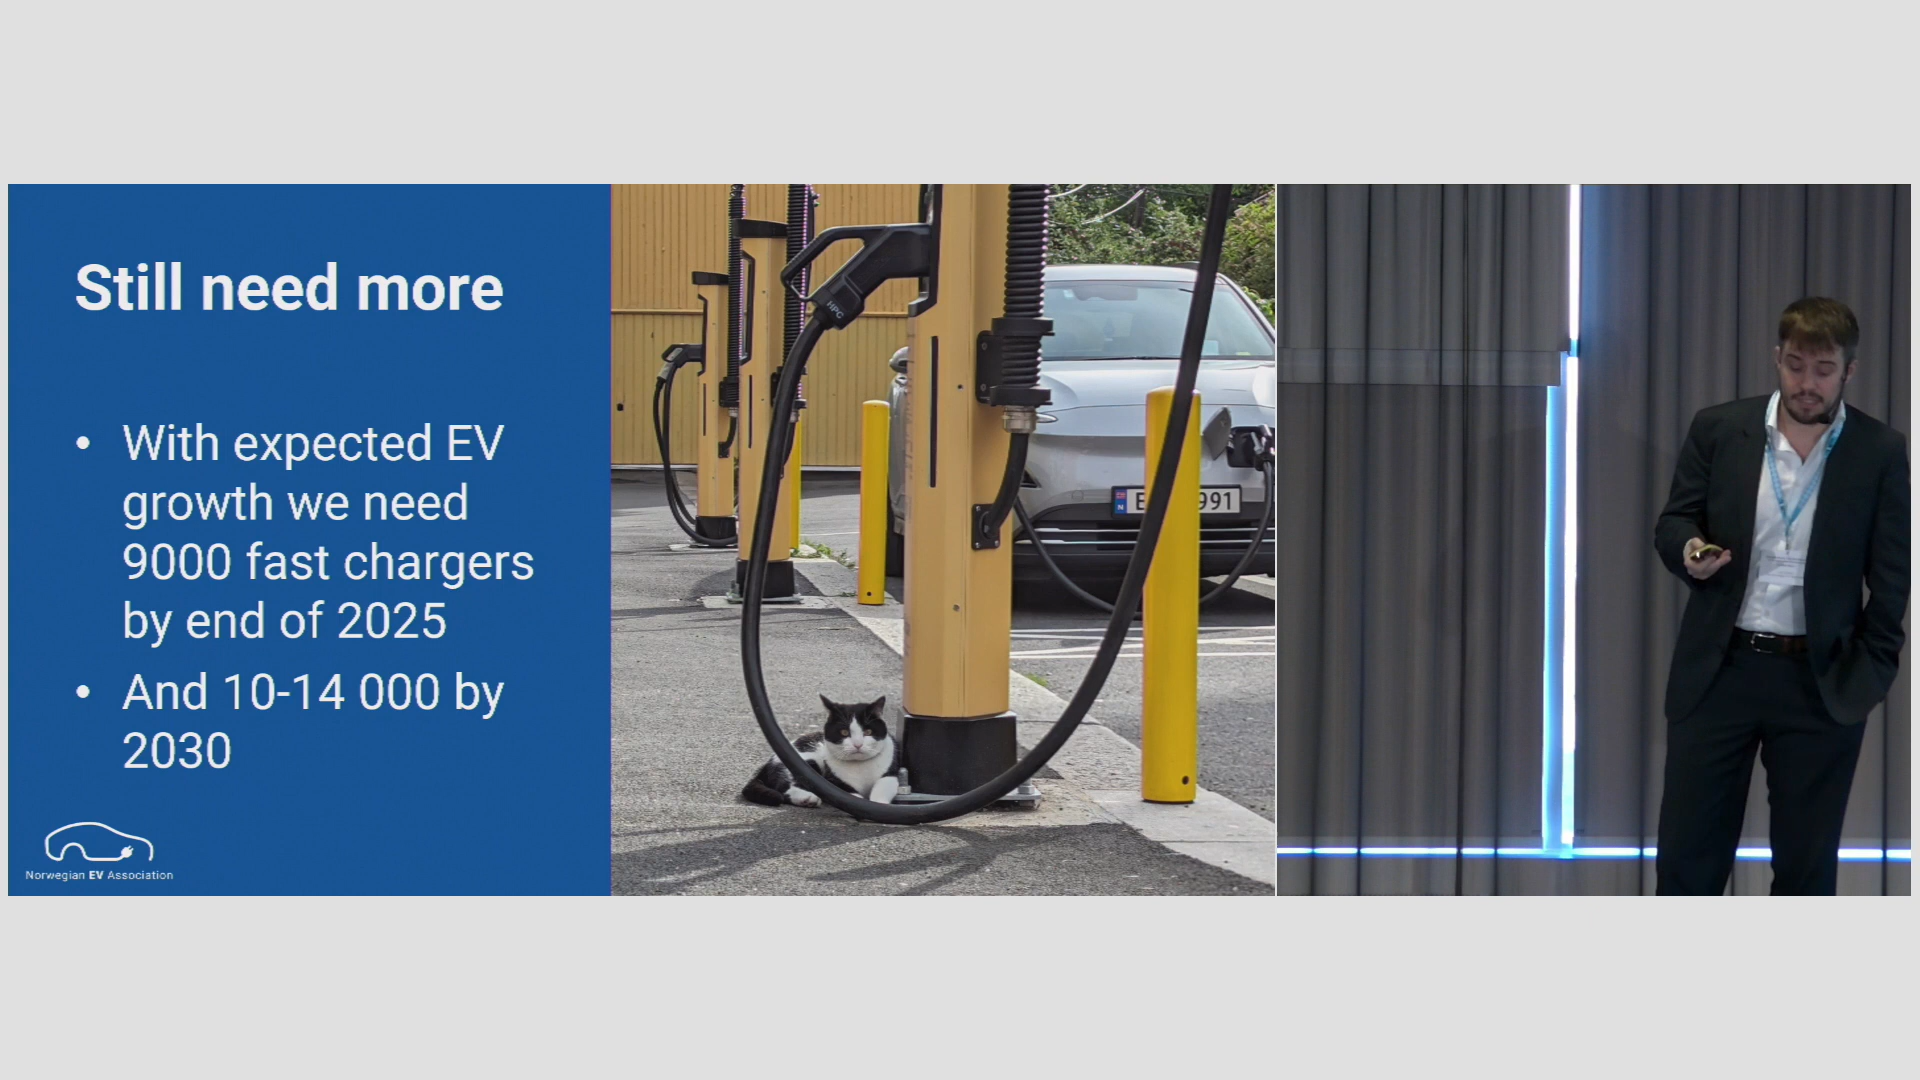 Still need more
• With expected EV
growth we need
9000 fast chargers
by end of 2025
• And 10-14 000 by
2030
Norwegian EV Association
HPC
N
E 991